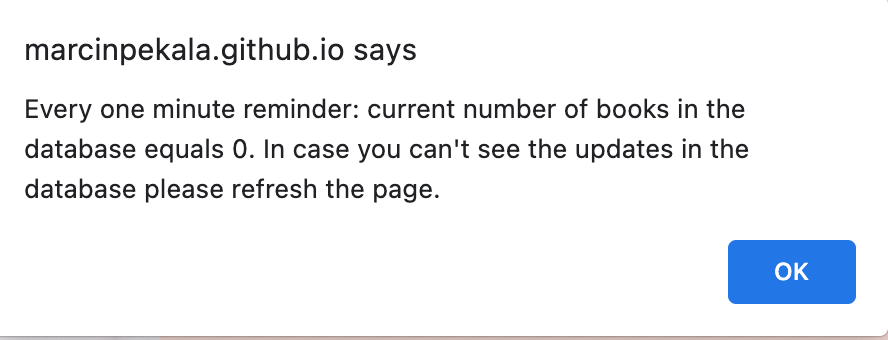 marcinpekala.github.io says
Every one minute reminder: current number of books in the
database equals 0. In case you can't see the updates in the
database please refresh the page.
OK